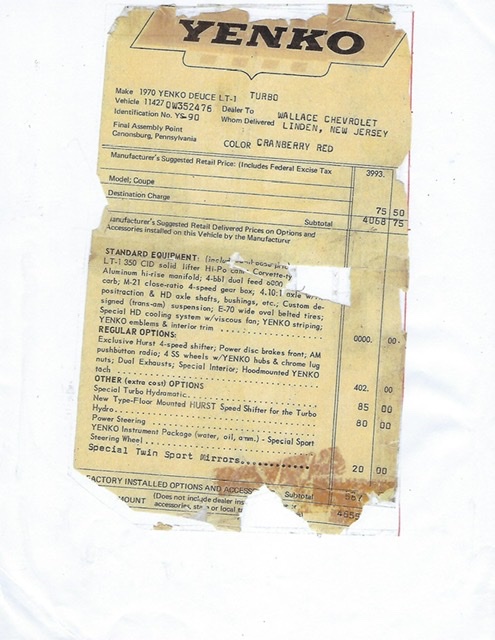 YENKO
Make 1970 YENKO DEUCE LT-1 TURBO
Vehicle 11427 0W352476 Dealer To WALLACE CHEVROLET
Identification No. YS-90 Whom Delivered LINDEN, NEW JERSEY
Final Assembly Point
Canonsburg, Pennsylvania COLOR CRANBERRY RED
Manufacturer's Suggested Retail Price: (Includes Federal Excise Tax 3993.
Model; Coupe
Destination Charge 75 50
Subtotal 4068 75
anufacturer's Suggested Retail Delivered Prices on Options and
Accessories installed on this Vehicle by the Manufacturer
STANDARD EQUIPMENT:
LT-1 350 CID solid lifter Hi-Po cam Corvette-ty
Aluminum hi-rise manifold; 4-bbl dual feed
carb; M-21 close-ratio 4-speed gear box; 4.10:1 axle
positraction & HD axle shafts, bushings, etc., Custom de-
signed (trans-am) suspension; E-70 wide oval belted tires;
Special HD cooling system w/viscous fan; YENKO striping;
YENKO emblems & interior trim 0000. 00.
REGULAR OPTIONS:
Exclusive Hurst 4-speed shifter; Power disc brakes front; AM
pushbutton radio; 4 SS wheels w/YENKO hubs & chrome lug
nuts; Dual Exhausts; Special Interior; Hoodmounted YENKO
tach 402. 00
OTHER (extra cost) OPTIONS
Special Turbo Hydramatic 85 00
New Type-Floor Mounted HURST Speed Shifter for the Turbo
Hydro 80 00
Power Steering
YENKO Instrument Package (water, oil, amm.) - Special Sport
Steering Wheel
Special Twin Sport Mirrors 20 00
FACTORY INSTALLED OPTIONS AND ACCESS Subtotal 587
MOUNT (Does not include dealer ins
accessories, state or local t 4655